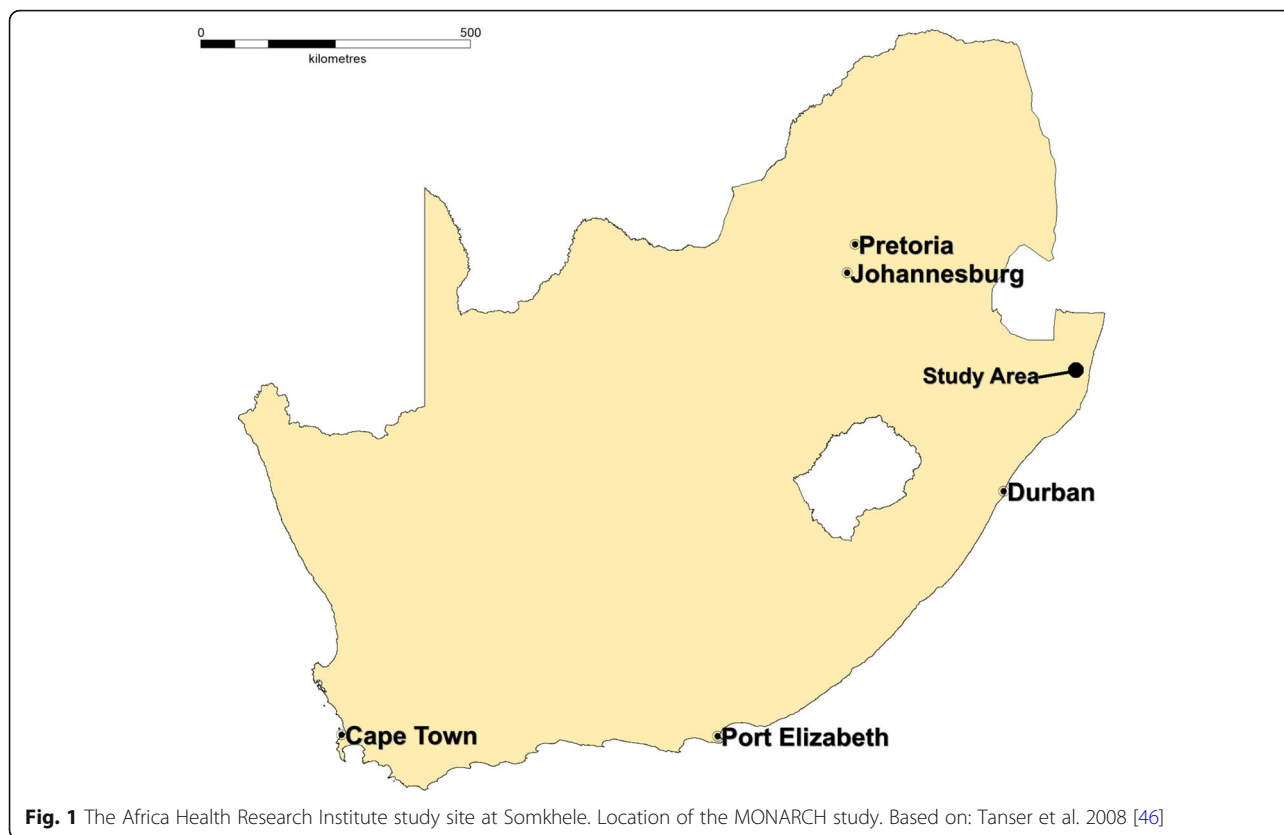 0 500
kilometres
Pretoria
Johannesburg
Study Area
Durban
Cape Town
Port Elizabeth
Fig. 1 The Africa Health Research Institute study site at Somkhele. Location of the MONARCH study. Based on: Tanser et al. 2008 [46]